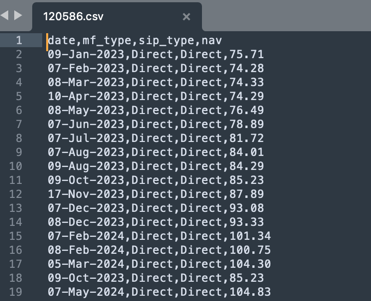 120586.csv
1 date,mf_type,sip_type,nav
2 09-Jan-2023,Direct,Direct,75.71
3 07-Feb-2023,Direct,Direct,74.28
4 08-Mar-2023,Direct,Direct,74.33
5 10-Apr-2023,Direct,Direct,74.29
6 08-May-2023,Direct,Direct,76.49
7 07-Jun-2023,Direct,Direct,78.89
8 07-Jul-2023,Direct,Direct,81.72
9 07-Aug-2023,Direct,Direct,84.01
10 09-Aug-2023,Direct,Direct,84.29
11 09-Oct-2023,Direct,Direct,85.23
12 17-Nov-2023,Direct,Direct,87.89
13 07-Dec-2023,Direct,Direct,93.08
14 08-Dec-2023,Direct,Direct,93.33
15 07-Feb-2024,Direct,Direct,101.34
16 08-Feb-2024,Direct,Direct,100.75
17 05-Mar-2024,Direct,Direct,104.30
18 09-Oct-2023,Direct,Direct,85.23
19 07-May-2024,Direct,Direct,104.83